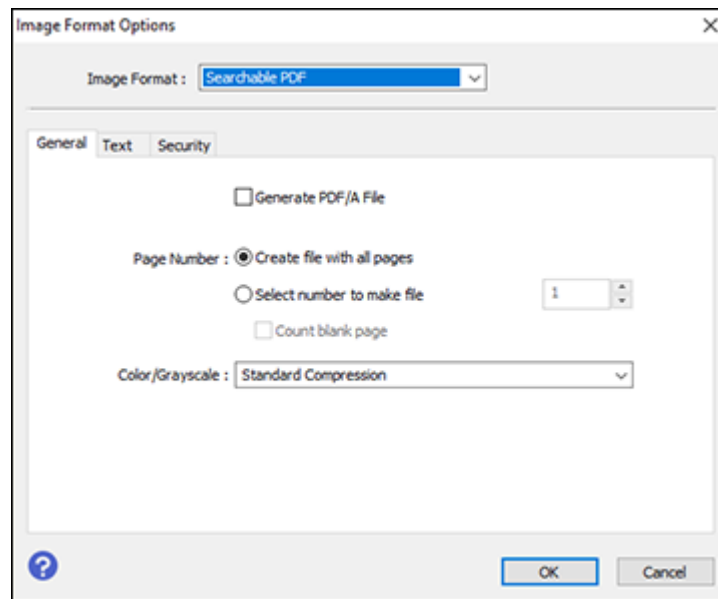 Image Format Options
Image Format : Searchable PDF
General Text Security
Generate PDF/A File
Page Number : Create file with all pages
Select number to make file 1
Count blank page
Color/Grayscale : Standard Compression
? OK Cancel